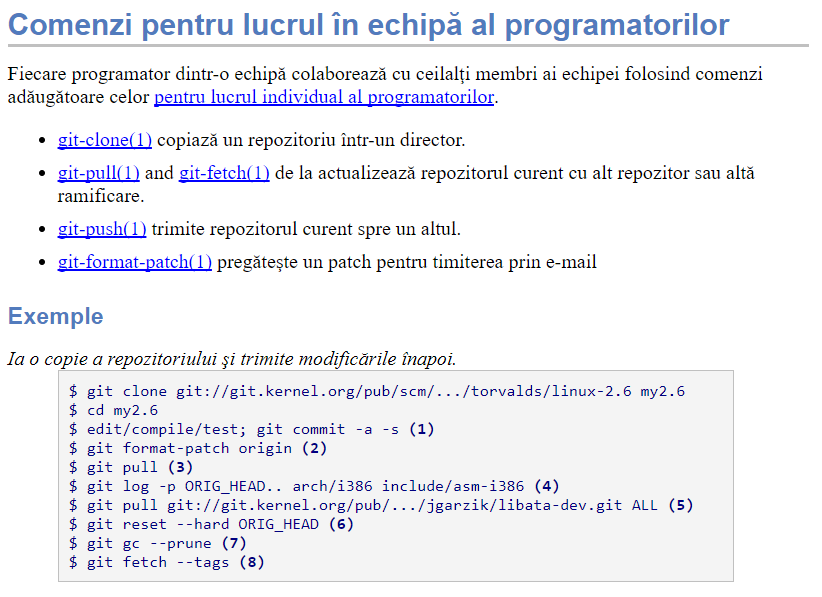 Comenzi pentru lucrul în echipă al programatorilor
Fiecare programator dintr-o echipă colaborează cu ceilalţi membri ai echipei folosind comenzi
adăugătoare celor pentru lucrul individual al programatorilor.
• git-clone(1) copiază un repozitoriu într-un director.
• git-pull(1) and git-fetch(1) de la actualizează repozitorul curent cu alt repozitor sau altă
ramificare.
• git-push(1) trimite repozitorul curent spre un altul.
• git-format-patch(1) pregăteşte un patch pentru timiterea prin e-mail
Exemple
Ia o copie a repozitoriului şi trimite modificările înapoi.
$ git clone git://git.kernel.org/pub/scm/.../torvalds/linux-2.6 my2.6
$ cd my2.6
$ edit/compile/test; git commit -a -s (1)
$ git format-patch origin (2)
$ git pull (3)
$ git log -p ORIG_HEAD.. arch/i386 include/asm-i386 (4)
$ git pull git://git.kernel.org/pub/.../jgarzik/libata-dev.git ALL (5)
$ git reset --hard ORIG_HEAD (6)
$ git gc --prune (7)
$ git fetch --tags (8)